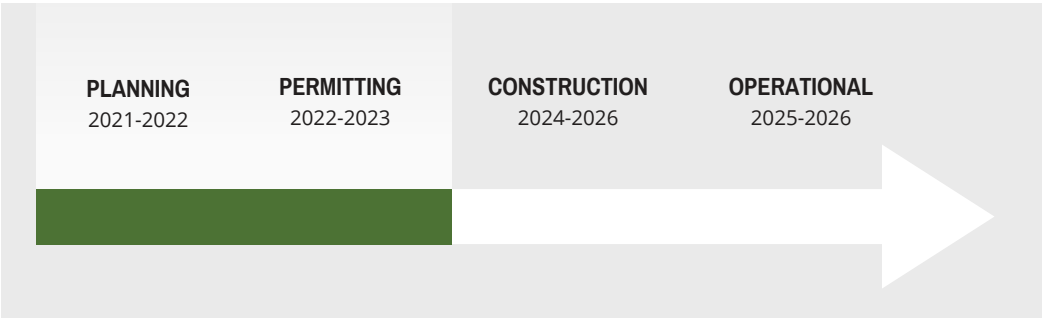 PLANNING
2021-2022
PERMITTING
2022-2023
CONSTRUCTION
2024-2026
OPERATIONAL
2025-2026